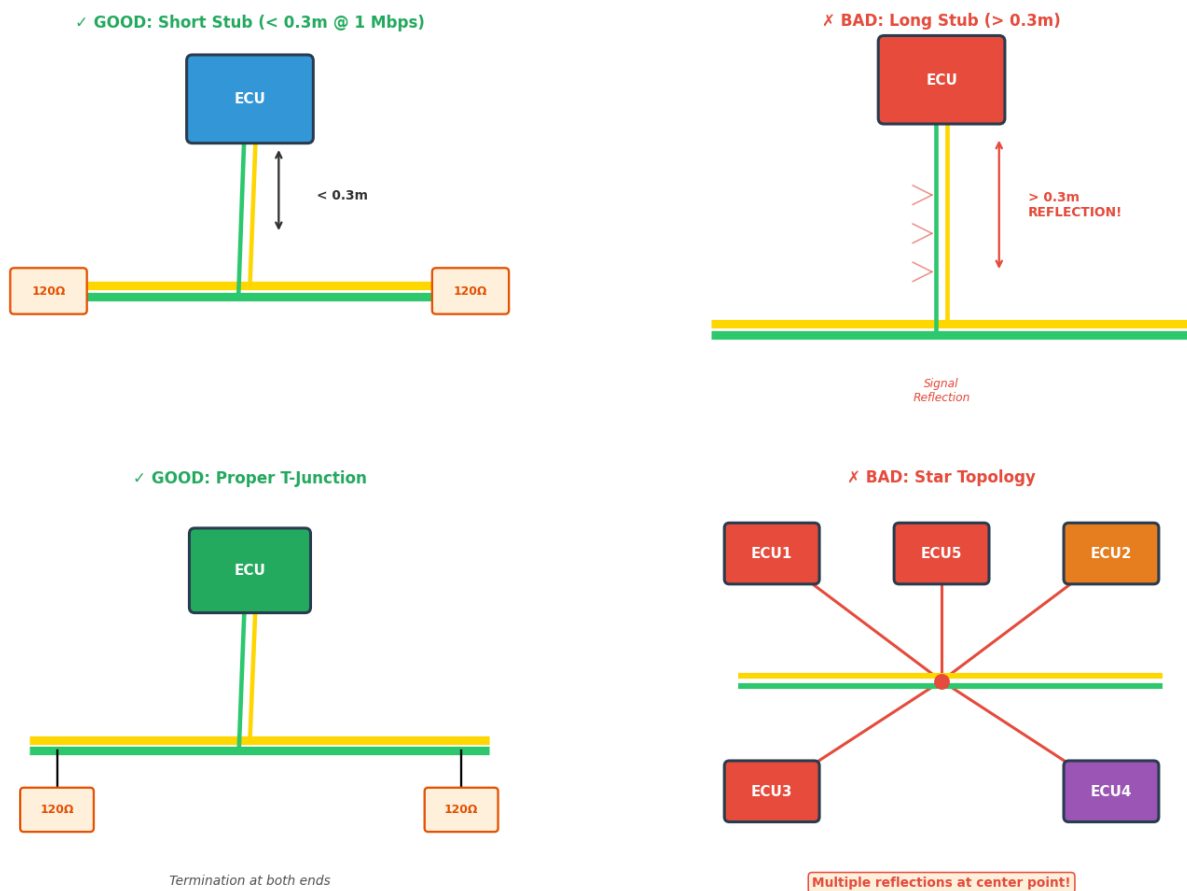 ✓ GOOD: Short Stub (< 0.3m @ 1 Mbps)
ECU
< 0.3m
120Ω
120Ω
✗ BAD: Long Stub (> 0.3m)
ECU
> 0.3m
REFLECTION!
Signal
Reflection
✓ GOOD: Proper T-Junction
ECU
120Ω
120Ω
Termination at both ends
✗ BAD: Star Topology
ECU1
ECU5
ECU2
ECU3
ECU4
Multiple reflections at center point!